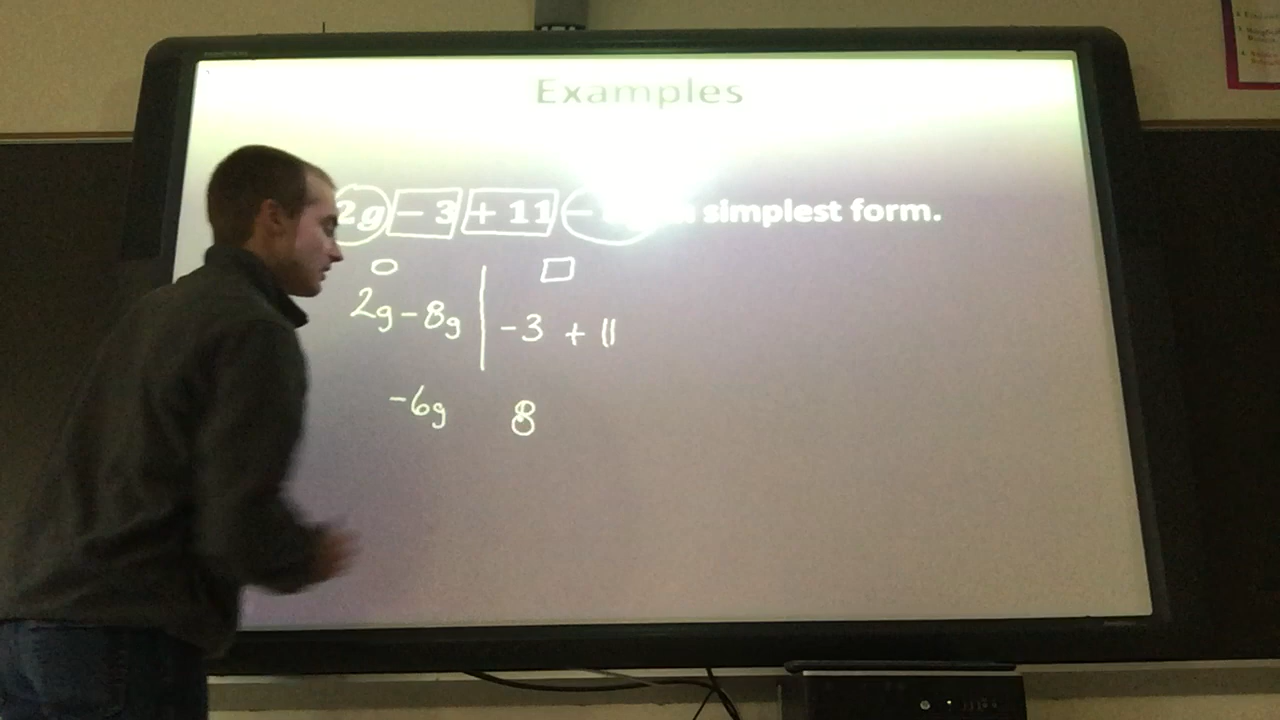 Examples
2g − 3 + 11 − simplest form.
2g − 8g −3 + 11
−6g 8